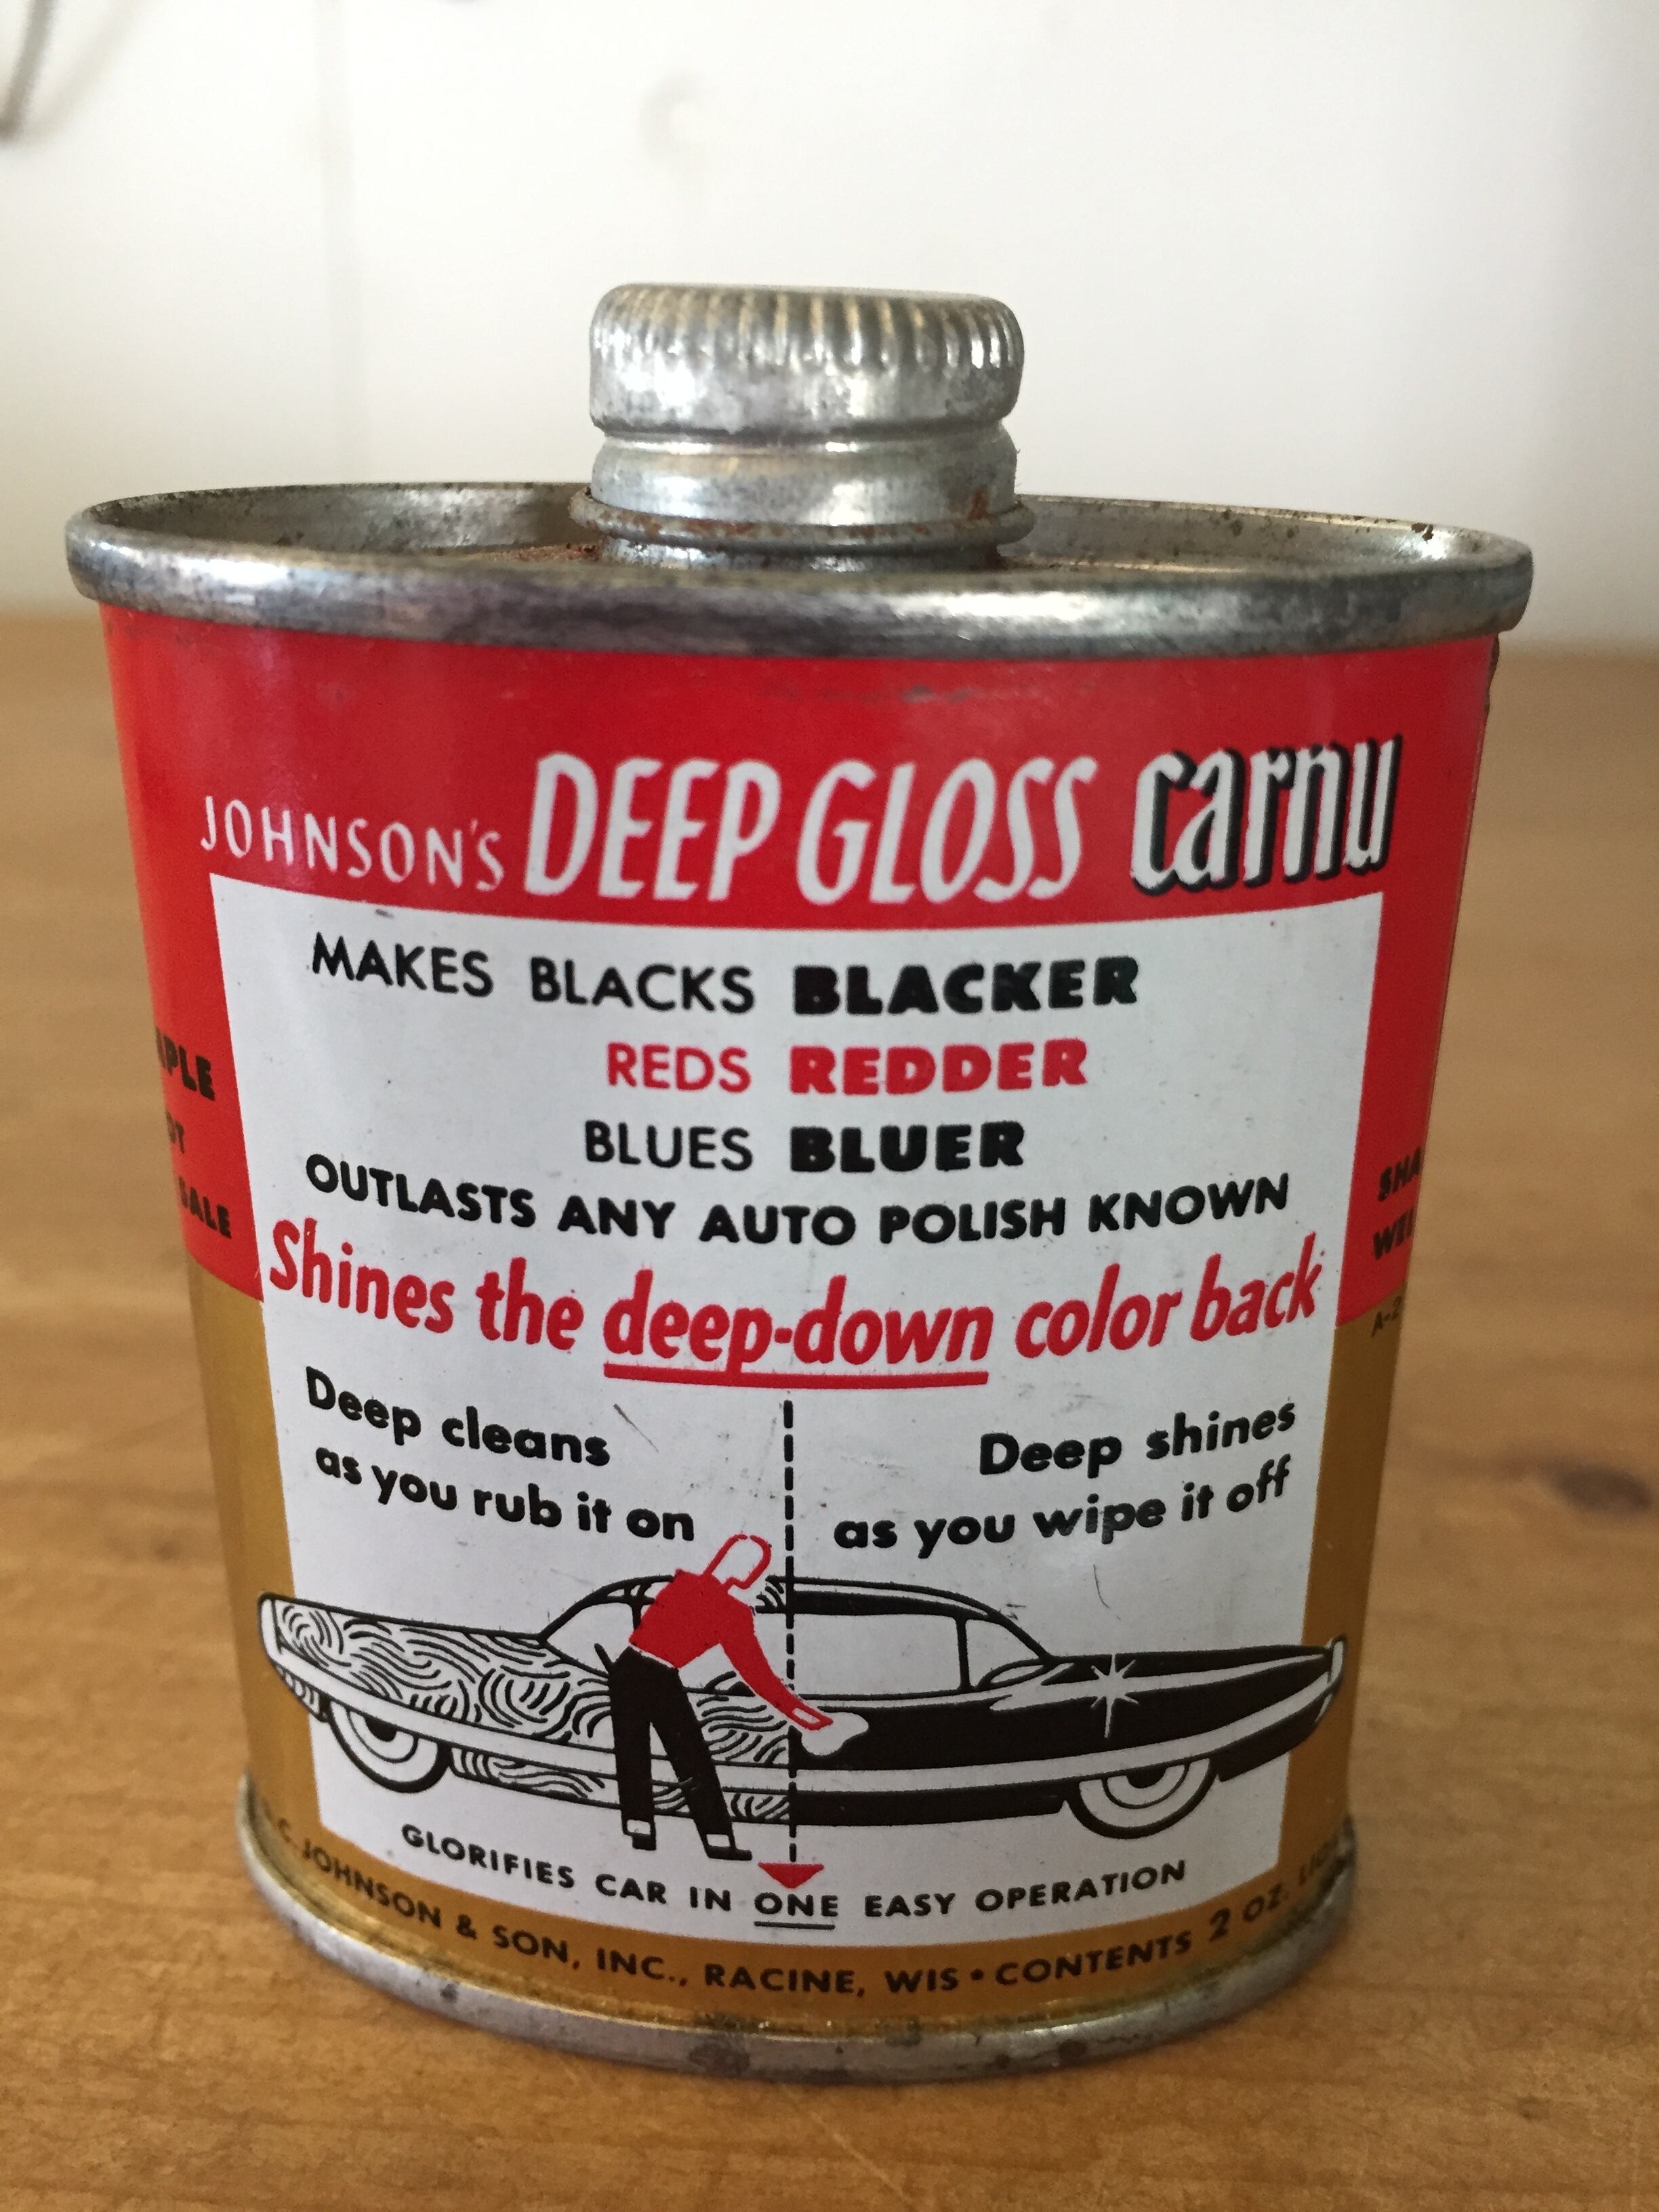 JOHNSON'S DEEP GLOSS carnu
MAKES BLACKS BLACKER
REDS REDDER
BLUES BLUER
OUTLASTS ANY AUTO POLISH KNOWN
Shines the deep-down color back
Deep cleans
as you rub it on
Deep shines
as you wipe it off
GLORIFIES CAR IN ONE EASY OPERATION
C. JOHNSON & SON, INC., RACINE, WIS • CONTENTS 2 OZ.
SALE